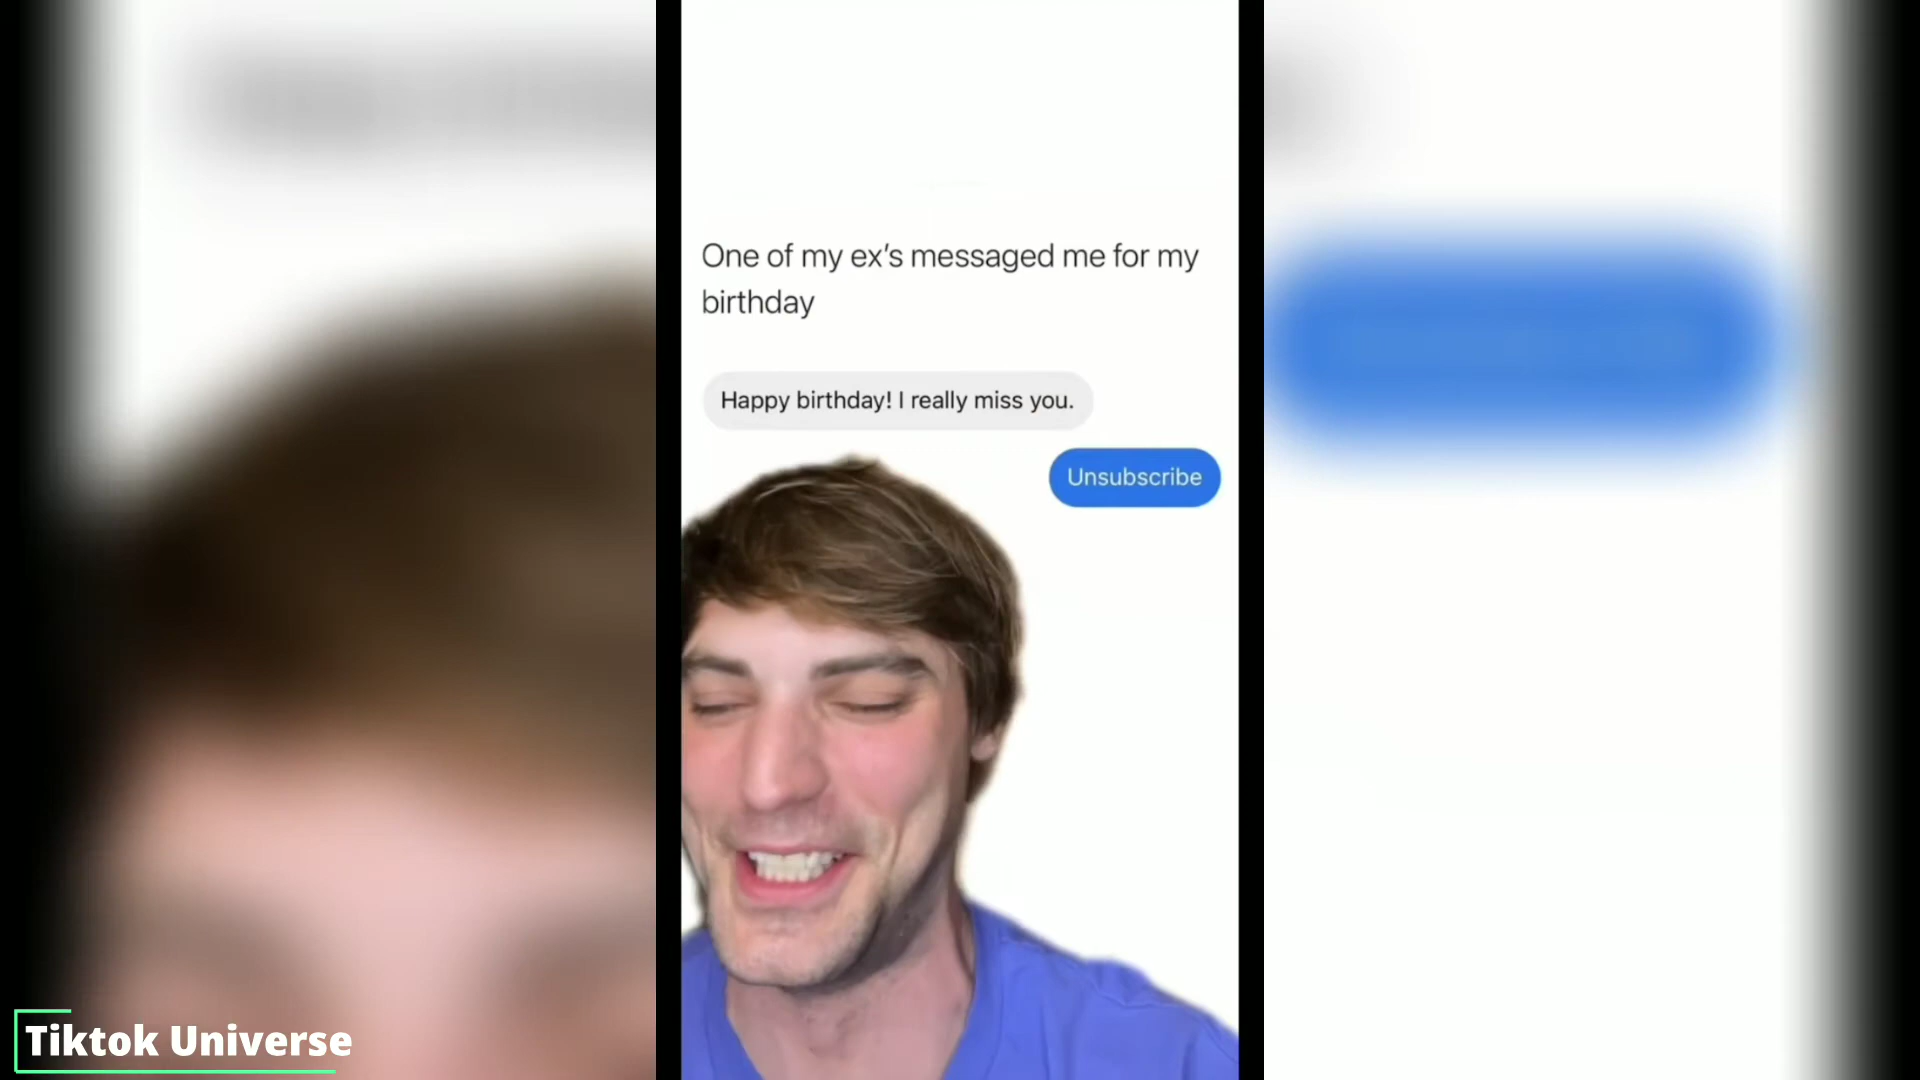 One of my ex's messaged me for my
birthday
Happy birthday! I really miss you.
Unsubscribe
Tiktok Universe